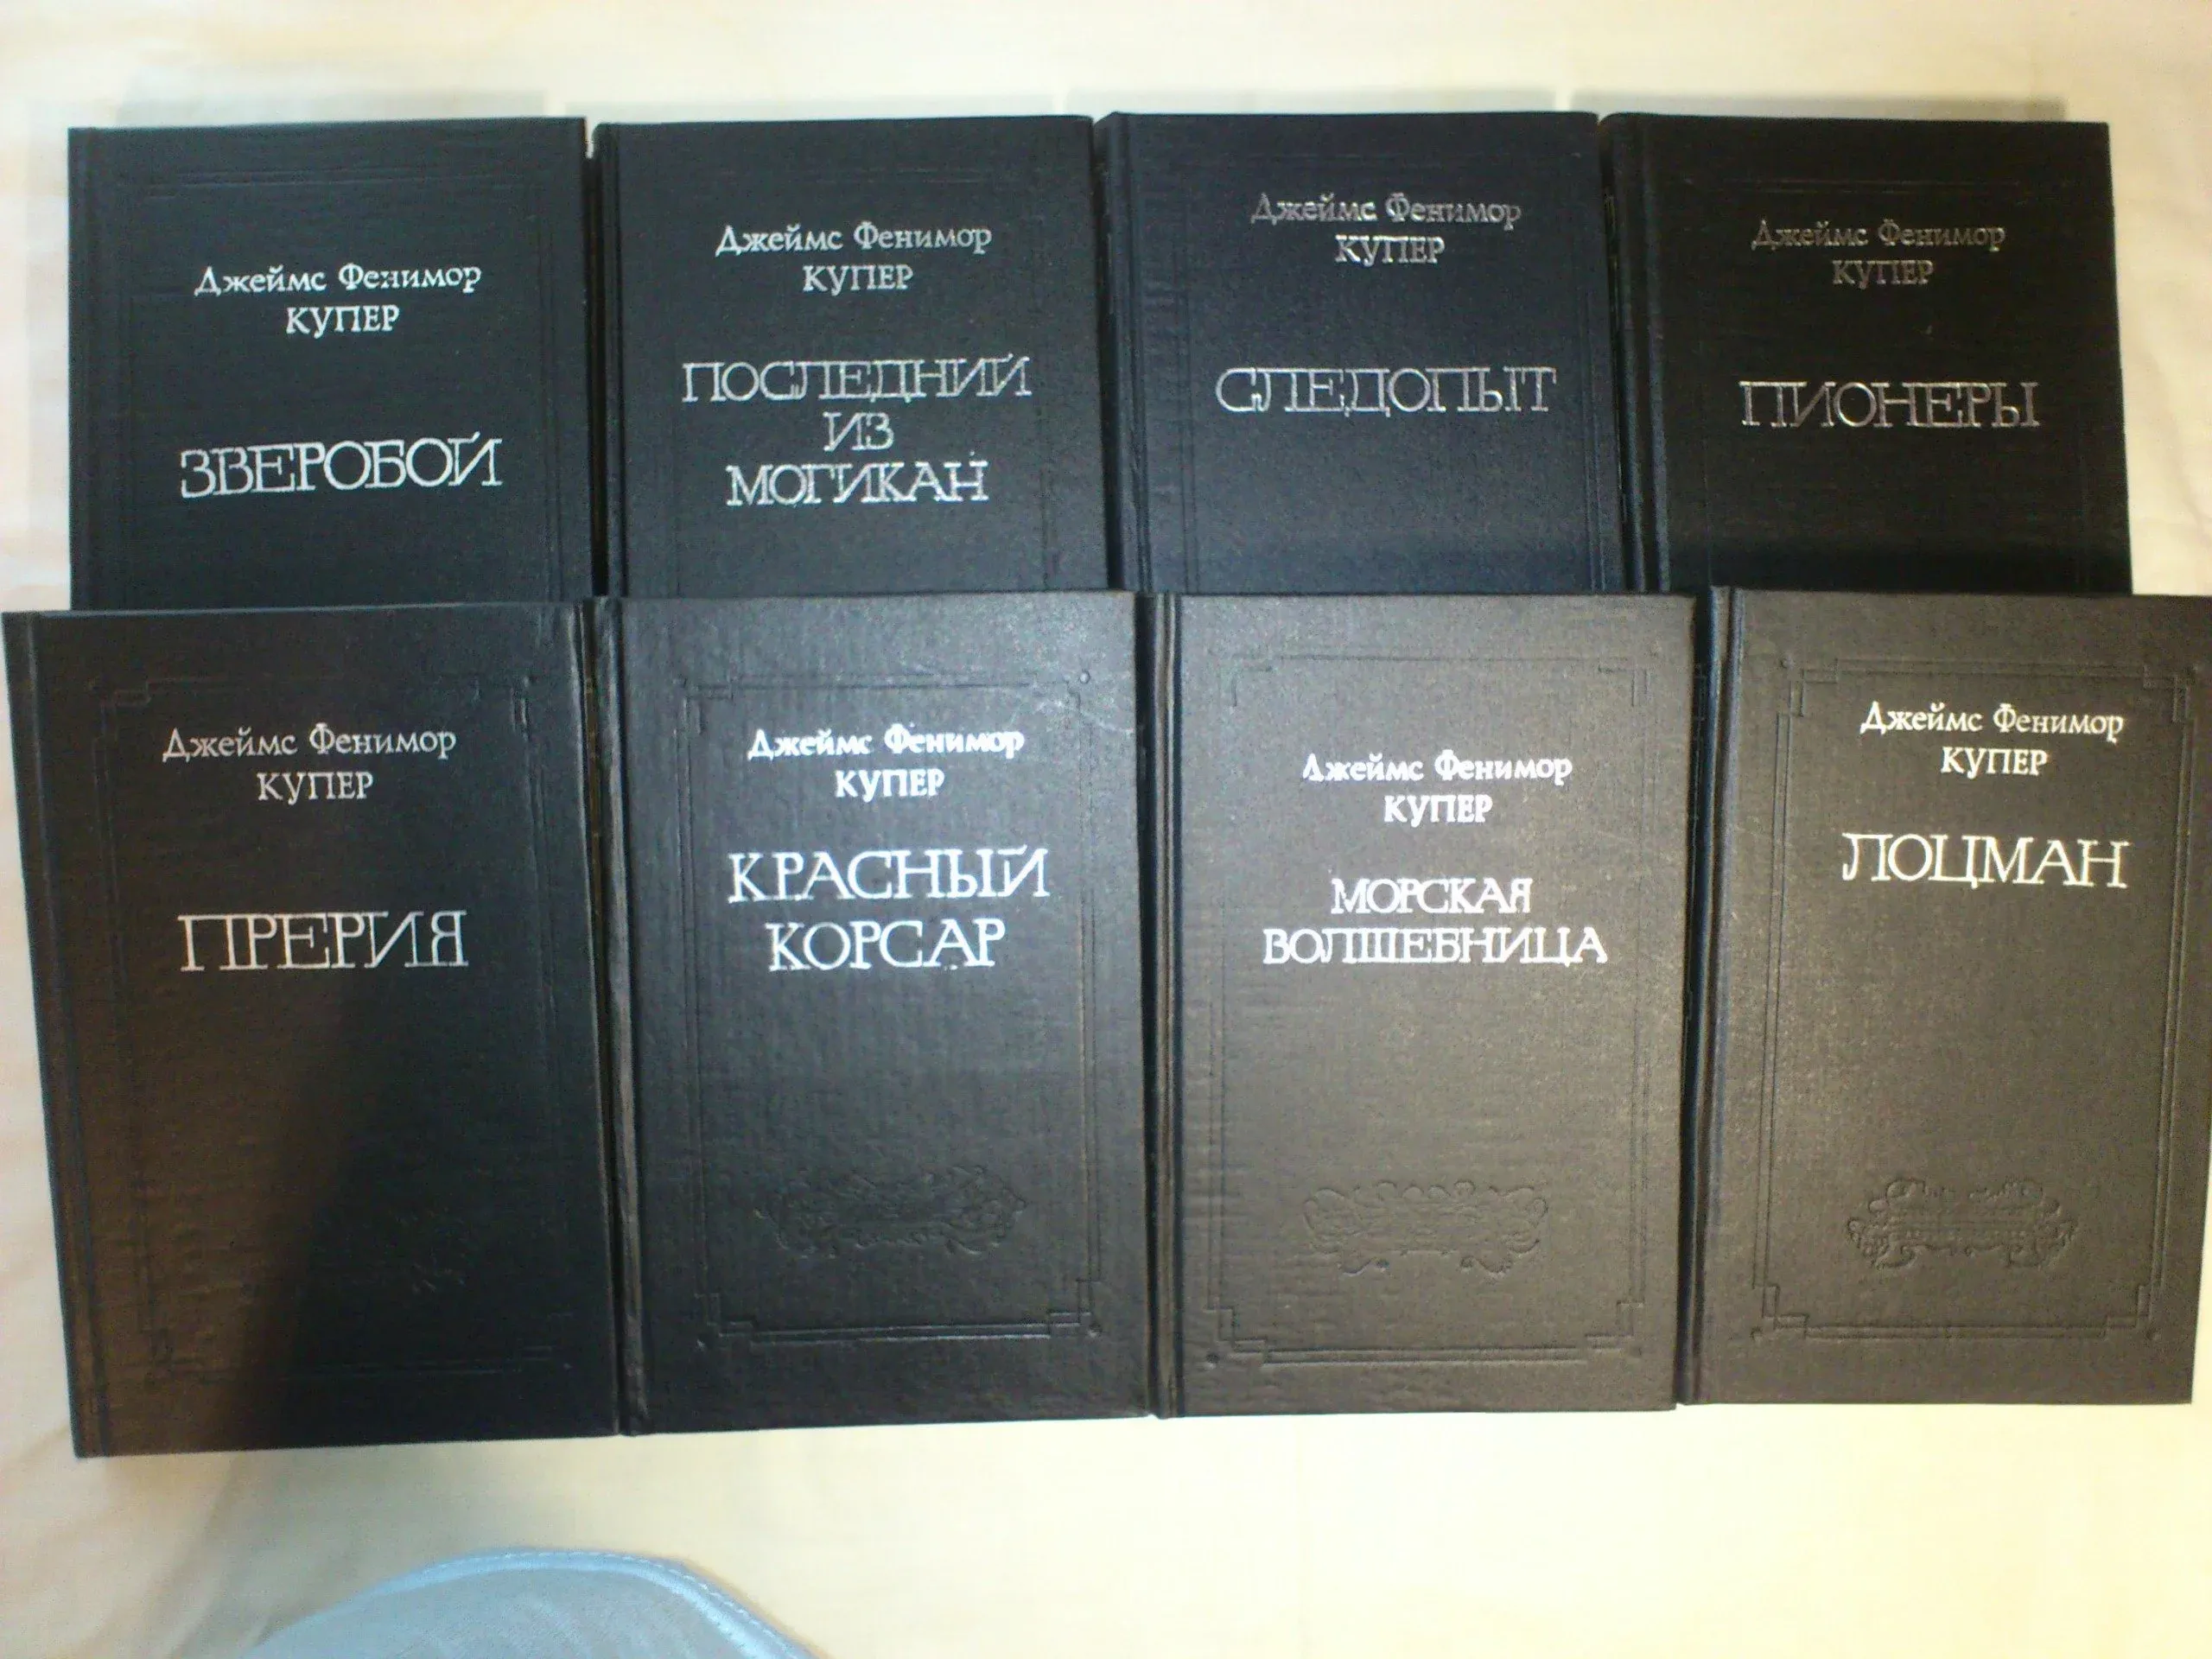 Джеймс Фенимор
КУПЕР
ЗВЕРОБОЙ
Джеймс Фенимор
КУПЕР
ПОСЛЕДНИЙ
ИЗ
МОГИКАН
Джеймс Фенимор
КУПЕР
СЛЕДОПЫТ
Джеймс Фенимор
КУПЕР
ПИОНЕРЫ
Джеймс Фенимор
КУПЕР
ПРЕРИЯ
Джеймс Фенимор
КУПЕР
КРАСНЫЙ
КОРСАР
Джеймс Фенимор
КУПЕР
МОРСКАЯ
ВОЛШЕБНИЦА
Джеймс Фенимор
КУПЕР
ЛОЦМАН